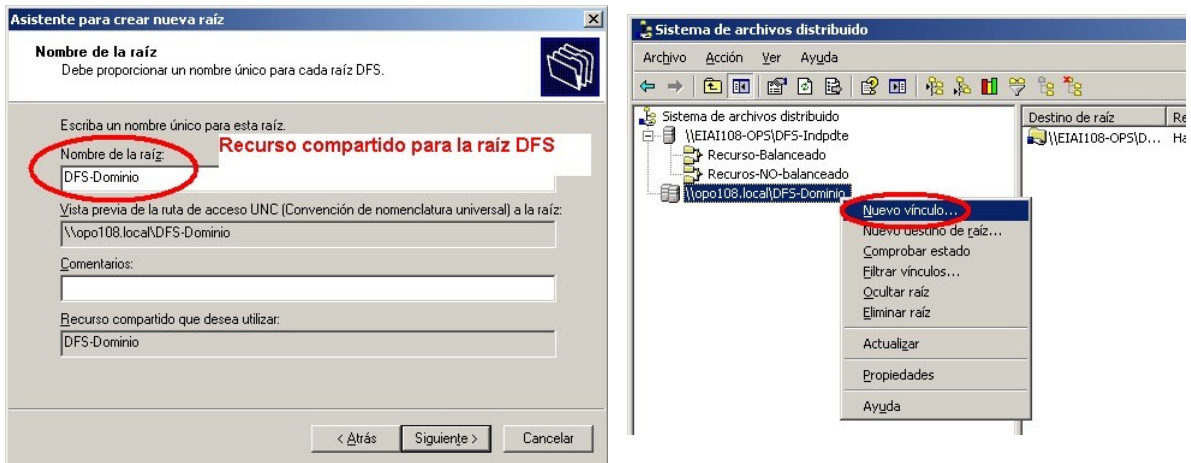 Asistente para crear nueva raíz
Nombre de la raíz
Debe proporcionar un nombre único para cada raíz DFS.
Escriba un nombre único para esta raíz.
Recurso compartido para la raíz DFS
Nombre de la raíz:
DFS-Dominio
Vista previa de la ruta de acceso UNC (Convención de nomenclatura universal) a la raíz:
\\opo108.local\DFS-Dominio
Comentarios:
Recurso compartido que desea utilizar:
DFS-Dominio
< Atrás
Siguiente >
Cancelar
Sistema de archivos distribuido
Archivo Acción Ver Ayuda
Sistema de archivos distribuido
\\EIAI108-OPS\DFS-Indpdte
Recurso-Balanceado
Recuros-NO-balanceado
\\opo108.local\DFS-Dominio
Destino de raíz
Re
\\EIAI108-OPS\D... Ha
Nuevo vínculo...
Nuevo destino de raíz...
Comprobar estado
Filtrar vínculos...
Ocultar raíz
Eliminar raíz
Actualizar
Propiedades
Ayuda